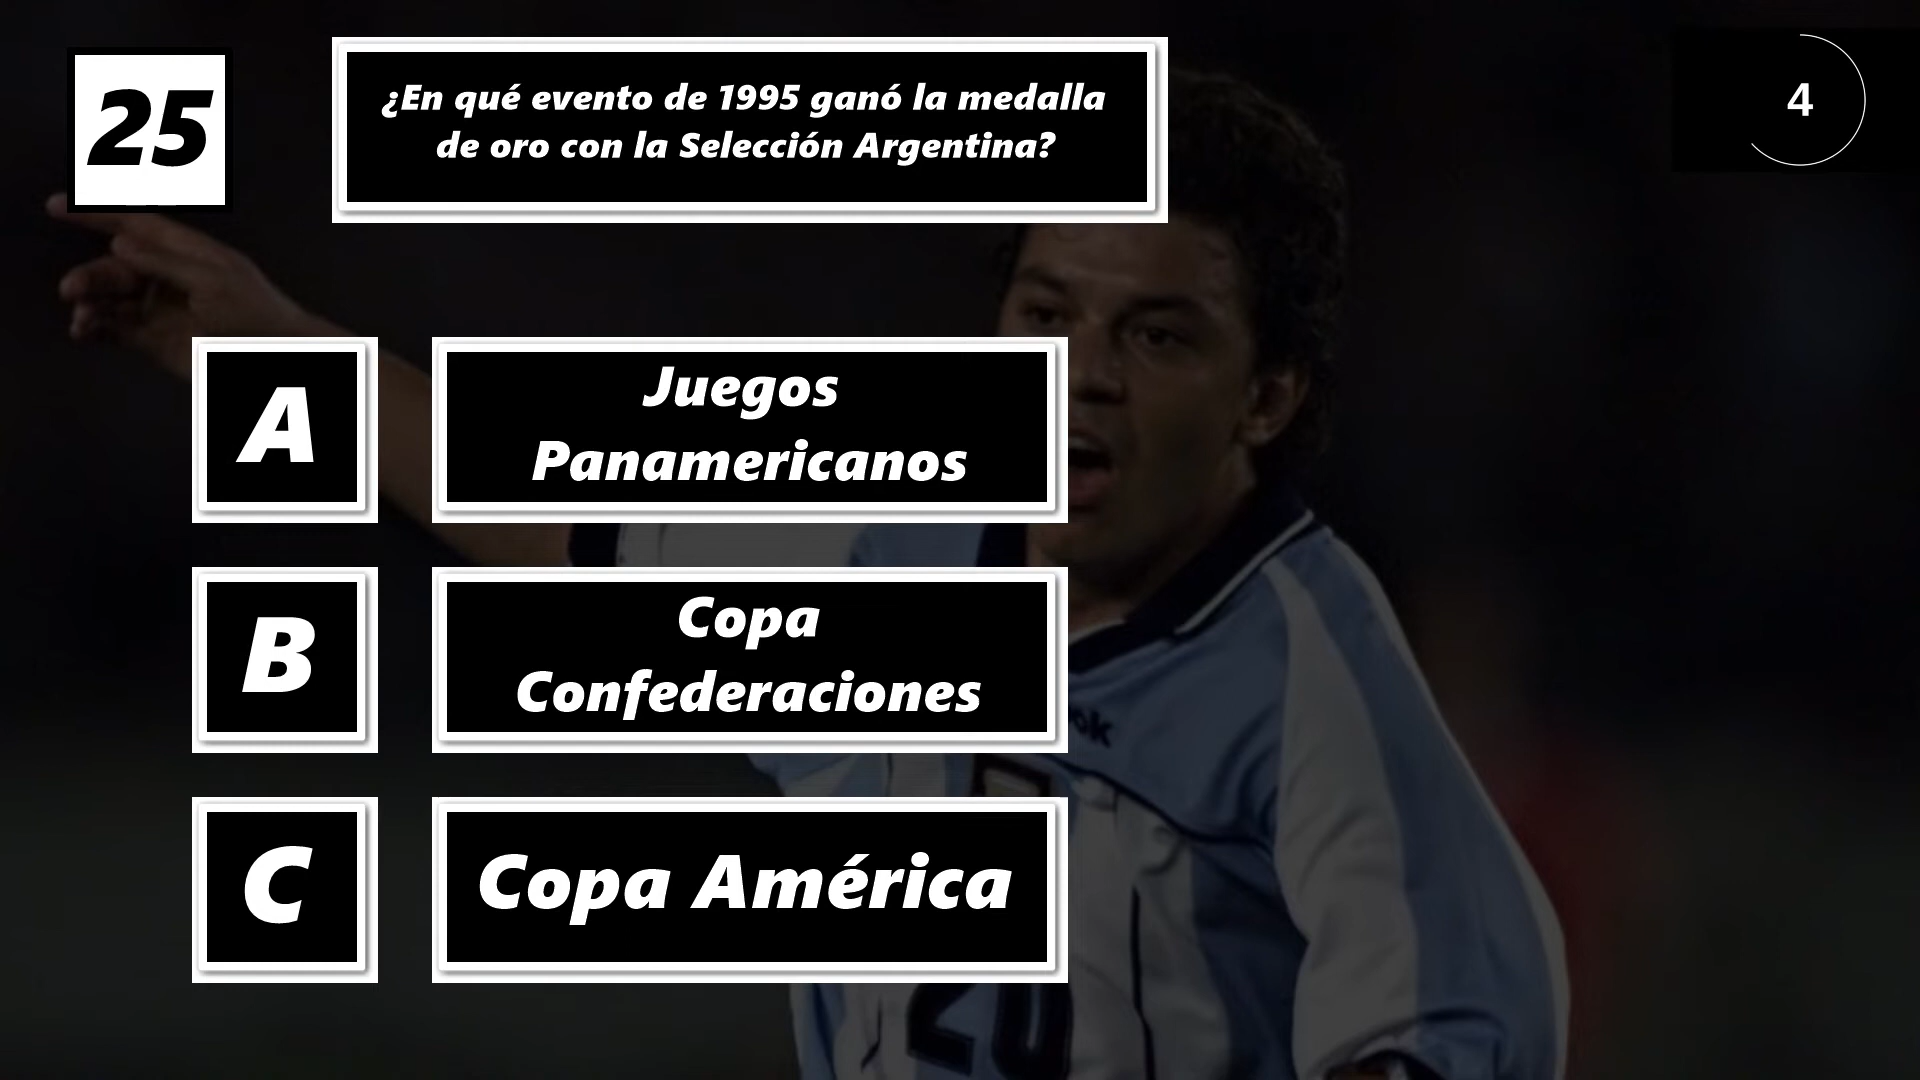 25
¿En qué evento de 1995 ganó la medalla
de oro con la Selección Argentina?
4
A
Juegos
Panamericanos
B
Copa
Confederaciones
C
Copa América
20